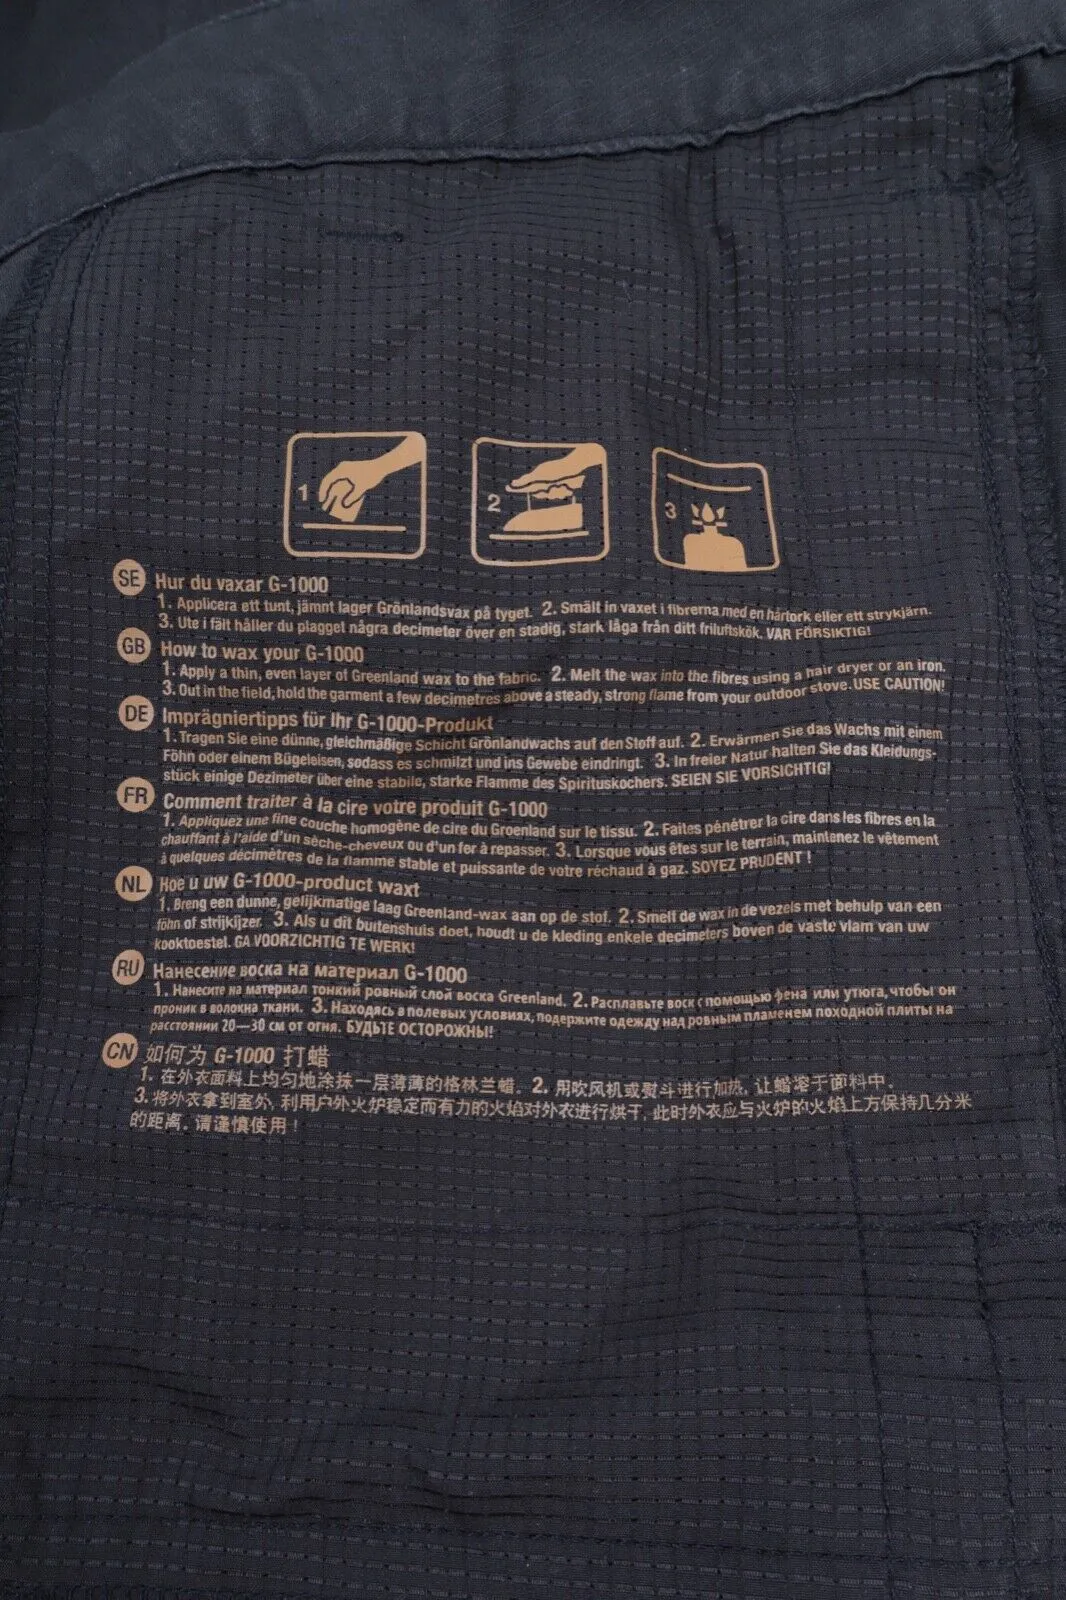 1
2
3
SE Hur du vaxar G-1000
1. Applicera ett tunt, jämnt lager Grönlandsvax på tyget. 2. Smält in vaxet i fibrerna med en hårtork eller ett strykjärn.
3. Ute i fält håller du plagget några decimeter över en stadig, stark låga från ditt friluftskök. VAR FÖRSIKTIG!
GB How to wax your G-1000
1. Apply a thin, even layer of Greenland wax to the fabric. 2. Melt the wax into the fibres using a hair dryer or an iron.
3. Out in the field, hold the garment a few decimetres above a steady, strong flame from your outdoor stove. USE CAUTION!
DE Imprägniertipps für Ihr G-1000-Produkt
1. Tragen Sie eine dünne, gleichmäßige Schicht Grönlandwachs auf den Stoff auf. 2. Erwärmen Sie das Wachs mit einem
Föhn oder einem Bügeleisen, sodass es schmilzt und ins Gewebe eindringt. 3. In freier Natur halten Sie das Kleidungs-
stück einige Dezimeter über eine stabile, starke Flamme des Spirituskochers. SEIEN SIE VORSICHTIG!
FR Comment traiter à la cire votre produit G-1000
1. Appliquez une fine couche homogène de cire du Groenland sur le tissu. 2. Faites pénétrer la cire dans les fibres en la
chauffant à l'aide d'un sèche-cheveux ou d'un fer à repasser. 3. Lorsque vous êtes sur le terrain, maintenez le vêtement
à quelques décimètres de la flamme stable et puissante de votre réchaud à gaz. SOYEZ PRUDENT !
NL Hoe u uw G-1000-product waxt
1. Breng een dunne, gelijkmatige laag Greenland-wax aan op de stof. 2. Smelt de wax in de vezels met behulp van een
föhn of strijkijzer. 3. Als u dit buitenshuis doet, houdt u de kleding enkele decimeters boven de vaste vlam van uw
kooktoestel. GA VOORZICHTIG TE WERK!
RU Нанесение воска на материал G-1000
1. Нанесите на материал тонкий ровный слой воска Greenland. 2. Расплавьте воск с помощью фена или утюга, чтобы он
проник в волокна ткани. 3. Находясь в полевых условиях, подержите одежду над ровным пламенем походной плиты на
расстоянии 20—30 см от огня. БУДЬТЕ ОСТОРОЖНЫ!
CN 如何为 G-1000 打蜡
1. 在外衣面料上均匀地涂抹一层薄薄的格林兰蜡。2. 用吹风机或熨斗进行加热, 让蜡溶于面料中.
3. 将外衣拿到室外, 利用户外火炉稳定而有力的火焰对外衣进行烘干, 此时外衣应与火炉的火焰上方保持几分米
的距离。请谨慎使用！